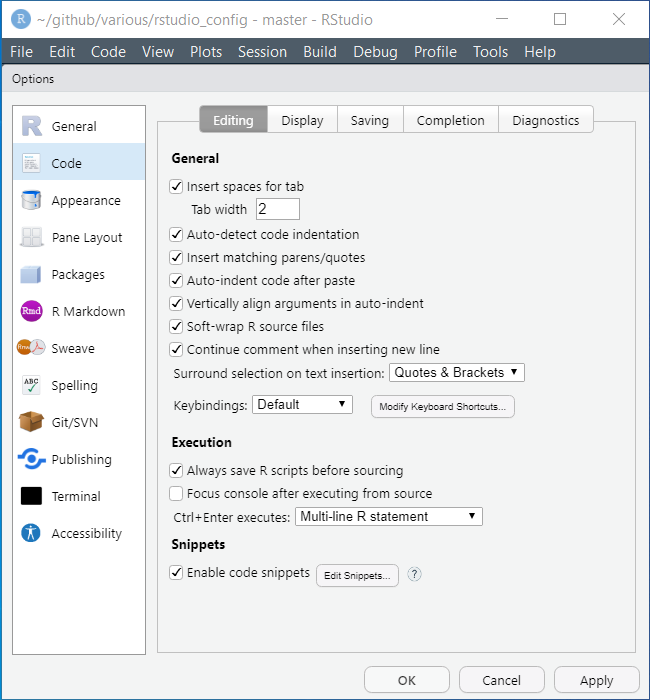 R ~/github/various/rstudio_config - master - RStudio
File Edit Code View Plots Session Build Debug Profile Tools Help
Options
R General
Code
Appearance
Pane Layout
Packages
Rmd R Markdown
Rnw Sweave
ABC Spelling
Git/SVN
Publishing
Terminal
Accessibility
Editing Display Saving Completion Diagnostics
General
Insert spaces for tab
Tab width 2
Auto-detect code indentation
Insert matching parens/quotes
Auto-indent code after paste
Vertically align arguments in auto-indent
Soft-wrap R source files
Continue comment when inserting new line
Surround selection on text insertion: Quotes & Brackets
Keybindings: Default Modify Keyboard Shortcuts...
Execution
Always save R scripts before sourcing
Focus console after executing from source
Ctrl+Enter executes: Multi-line R statement
Snippets
Enable code snippets Edit Snippets... ?
OK Cancel Apply